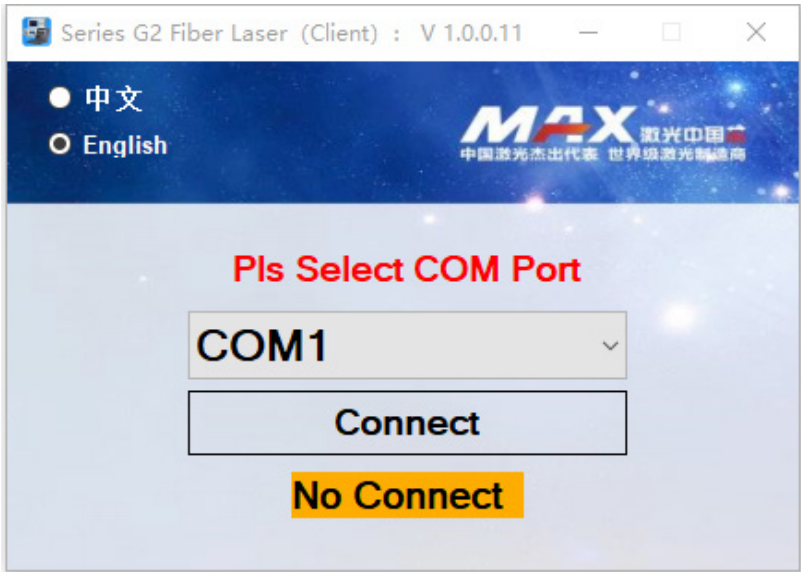 Series G2 Fiber Laser (Client) : V 1.0.0.11
中文
English
MAX 激光中国芯
中国激光杰出代表 世界级激光制造商
Pls Select COM Port
COM1
Connect
No Connect